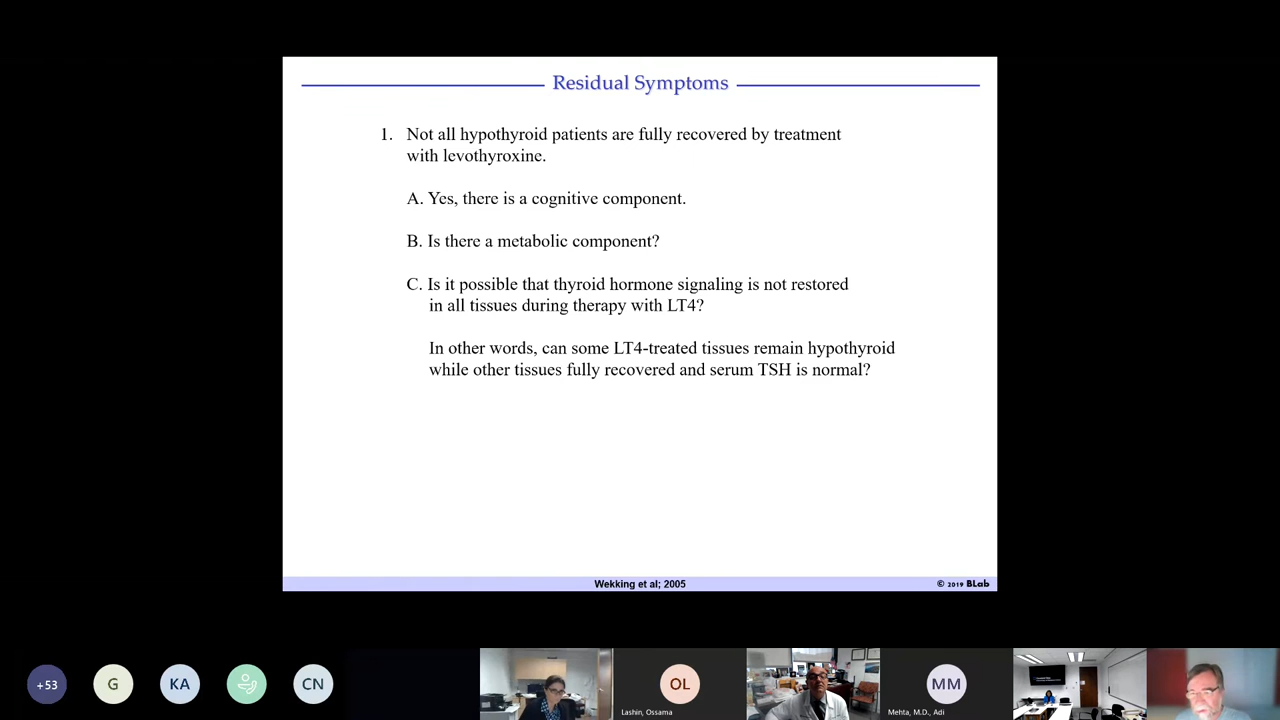 Residual Symptoms
1. Not all hypothyroid patients are fully recovered by treatment
with levothyroxine.
A. Yes, there is a cognitive component.
B. Is there a metabolic component?
C. Is it possible that thyroid hormone signaling is not restored
in all tissues during therapy with LT4?
In other words, can some LT4-treated tissues remain hypothyroid
while other tissues fully recovered and serum TSH is normal?
Wekking et al; 2005
© 2019 BLab
+53
G
KA
CN
OL
Lashin, Ossama
MM
Mehta, M.D., Adi